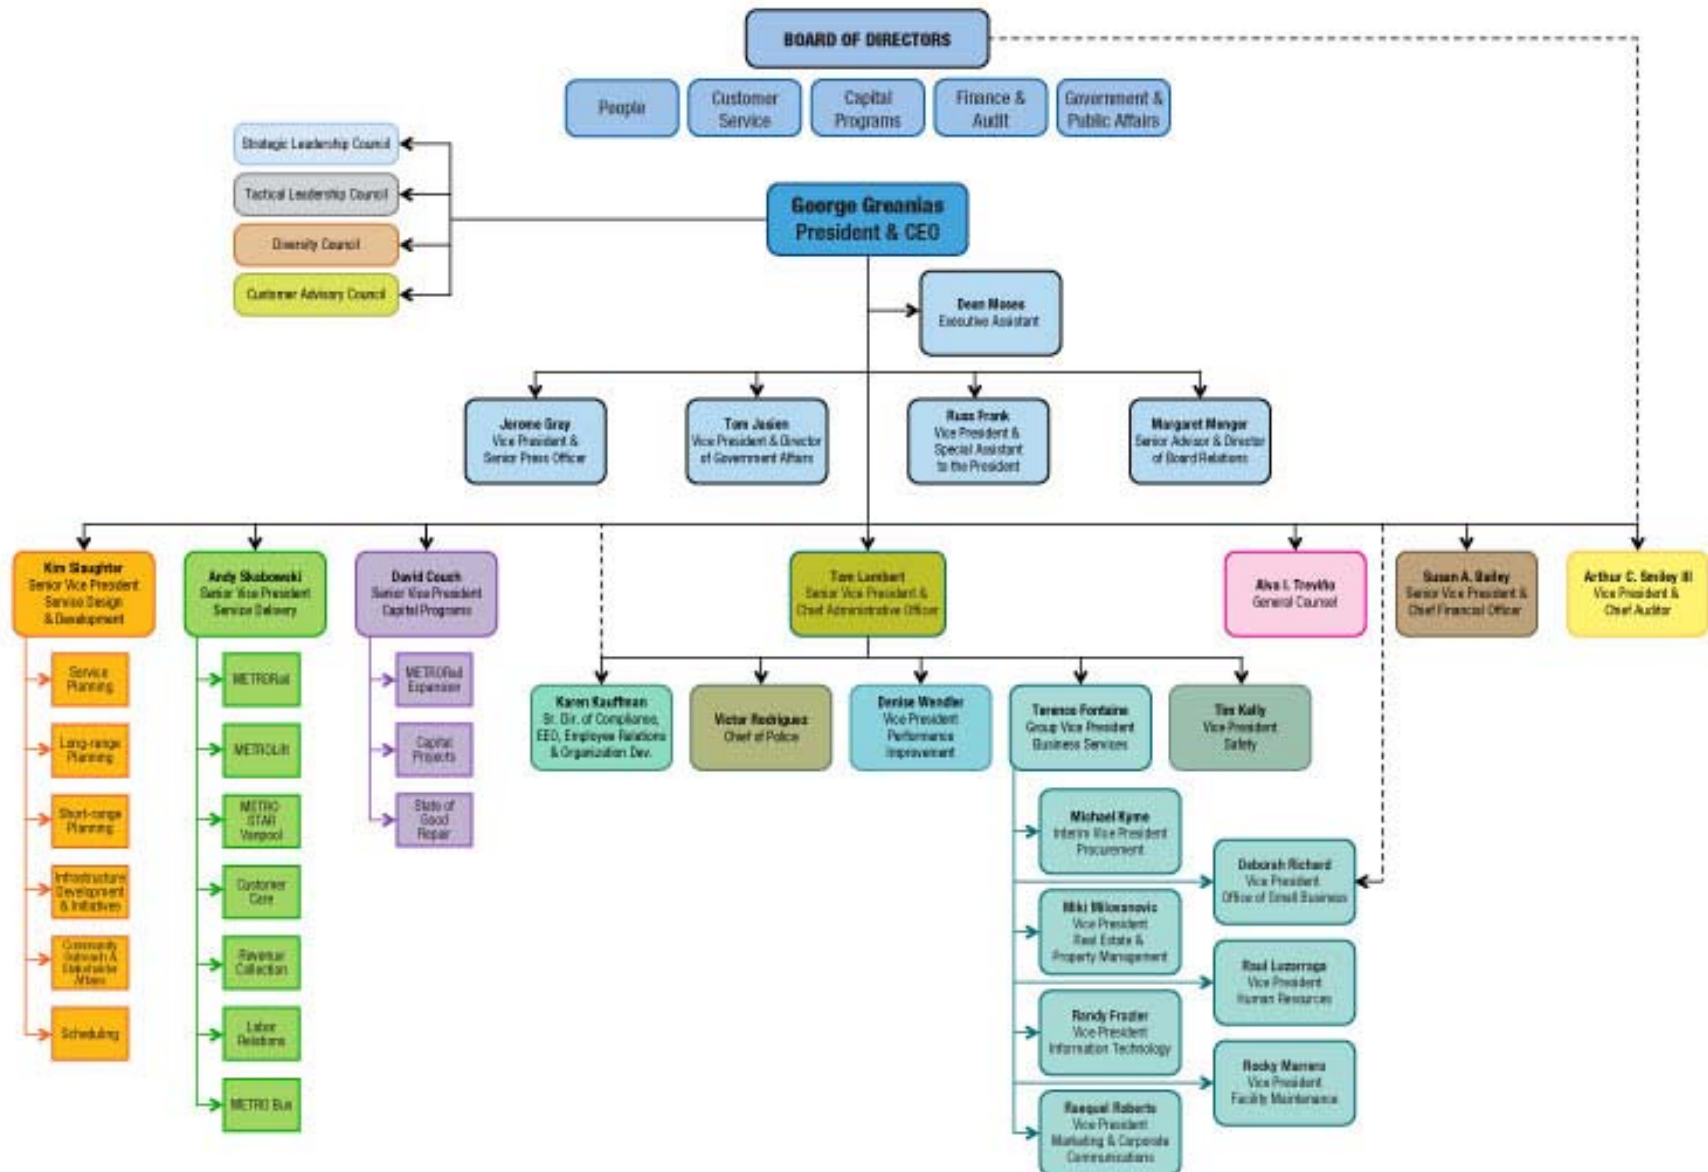 BOARD OF DIRECTORS
People
Customer
Service
Capital
Programs
Finance &
Audit
Government &
Public Affairs
Strategic Leadership Council
Tactical Leadership Council
Diversity Council
Customer Advisory Council
George Greanias
President & CEO
Dean Moses
Executive Assistant
Jerome Gray
Vice President &
Senior Press Officer
Tom Jasien
Vice President & Director
of Government Affairs
Russ Frank
Vice President &
Special Assistant
to the President
Margaret Menger
Senior Advisor & Director
of Board Relations
Kim Slaughter
Senior Vice President
Service Design
& Development
Andy Skabowski
Senior Vice President
Service Delivery
David Couch
Senior Vice President
Capital Programs
Tom Lambert
Senior Vice President &
Chief Administrative Officer
Alva I. Treviño
General Counsel
Susan A. Bailey
Senior Vice President &
Chief Financial Officer
Arthur C. Smiley III
Vice President &
Chief Auditor
Service
Planning
Long-range
Planning
Short-range
Planning
Infrastructure
Development
& Initiatives
Community
Outreach &
Stakeholder
Affairs
Scheduling
METRORail
METROLift
METRO
STAR
Vanpool
Customer
Care
Revenue
Collection
Labor
Relations
METRO Bus
METRORail
Expansion
Capital
Projects
State of
Good
Repair
Karen Kauffman
Sr. Dir. of Compliance,
EEO, Employee Relations
& Organization Dev.
Victor Rodriguez
Chief of Police
Denise Wendler
Vice President
Performance
Improvement
Terence Fontaine
Group Vice President
Business Services
Tim Kelly
Vice President
Safety
Michael Kyme
Interim Vice President
Procurement
Deborah Richard
Vice President
Office of Small Business
Miki Milovanovic
Vice President
Real Estate &
Property Management
Raul
Vice President
Human Resources
Randy Frazier
Vice President
Information Technology
Rocky Marrero
Vice President
Facility Maintenance
Raequel Roberts
Vice President
Marketing & Corporate
Communications